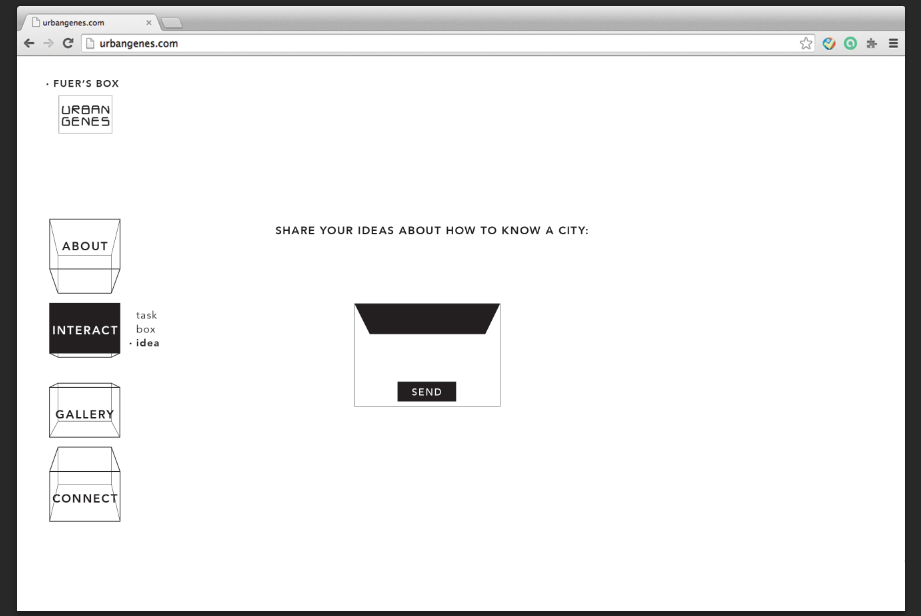 urbangenes.com
urbangenes.com
· FUER'S BOX
URBAN
GENES
ABOUT
SHARE YOUR IDEAS ABOUT HOW TO KNOW A CITY:
INTERACT
task
box
· idea
SEND
GALLERY
CONNECT